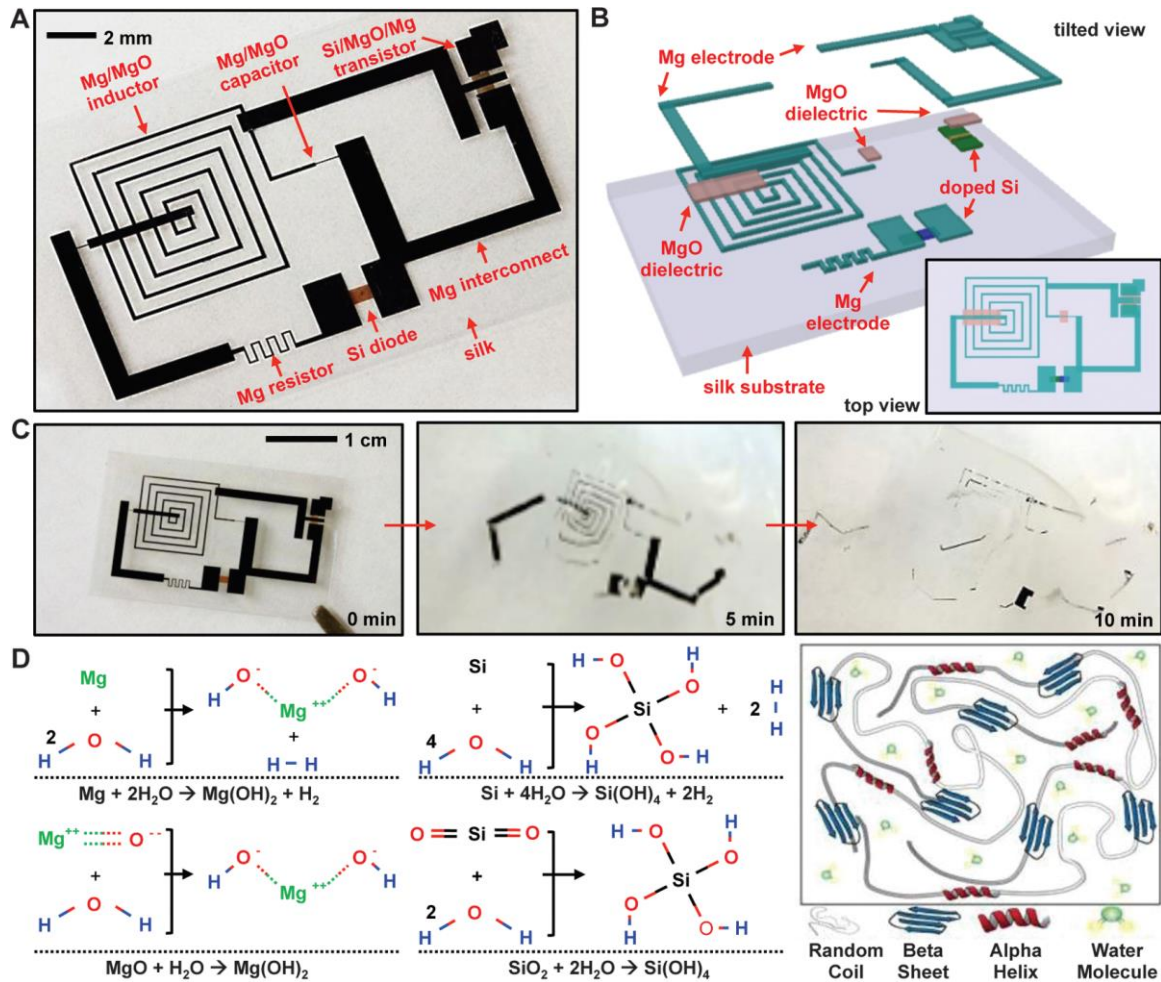 A
2 mm
Mg/MgO
inductor
Mg/MgO
capacitor
Si/MgO/Mg
transistor
Mg interconnect
silk
Si diode
Mg resistor
B
tilted view
Mg electrode
MgO
dielectric
doped Si
MgO
dielectric
Mg
electrode
silk substrate
top view
C
1 cm
0 min
5 min
10 min
D
Mg
+
2
H O H
H O-
Mg++
O- H
+
H-H
Mg + 2H2O → Mg(OH)2 + H2
Si
+
4
H O H
H-O O-H
Si
O-H O-H
+ 2 H-H
Si + 4H2O → Si(OH)4 + 2H2
Mg++ O--
+
H O H
H O-
Mg++
O- H
MgO + H2O → Mg(OH)2
O=Si=O
+
2
H O H
H-O O-H
Si
O-H O-H
SiO2 + 2H2O → Si(OH)4
Random
Coil
Beta
Sheet
Alpha
Helix
Water
Molecule